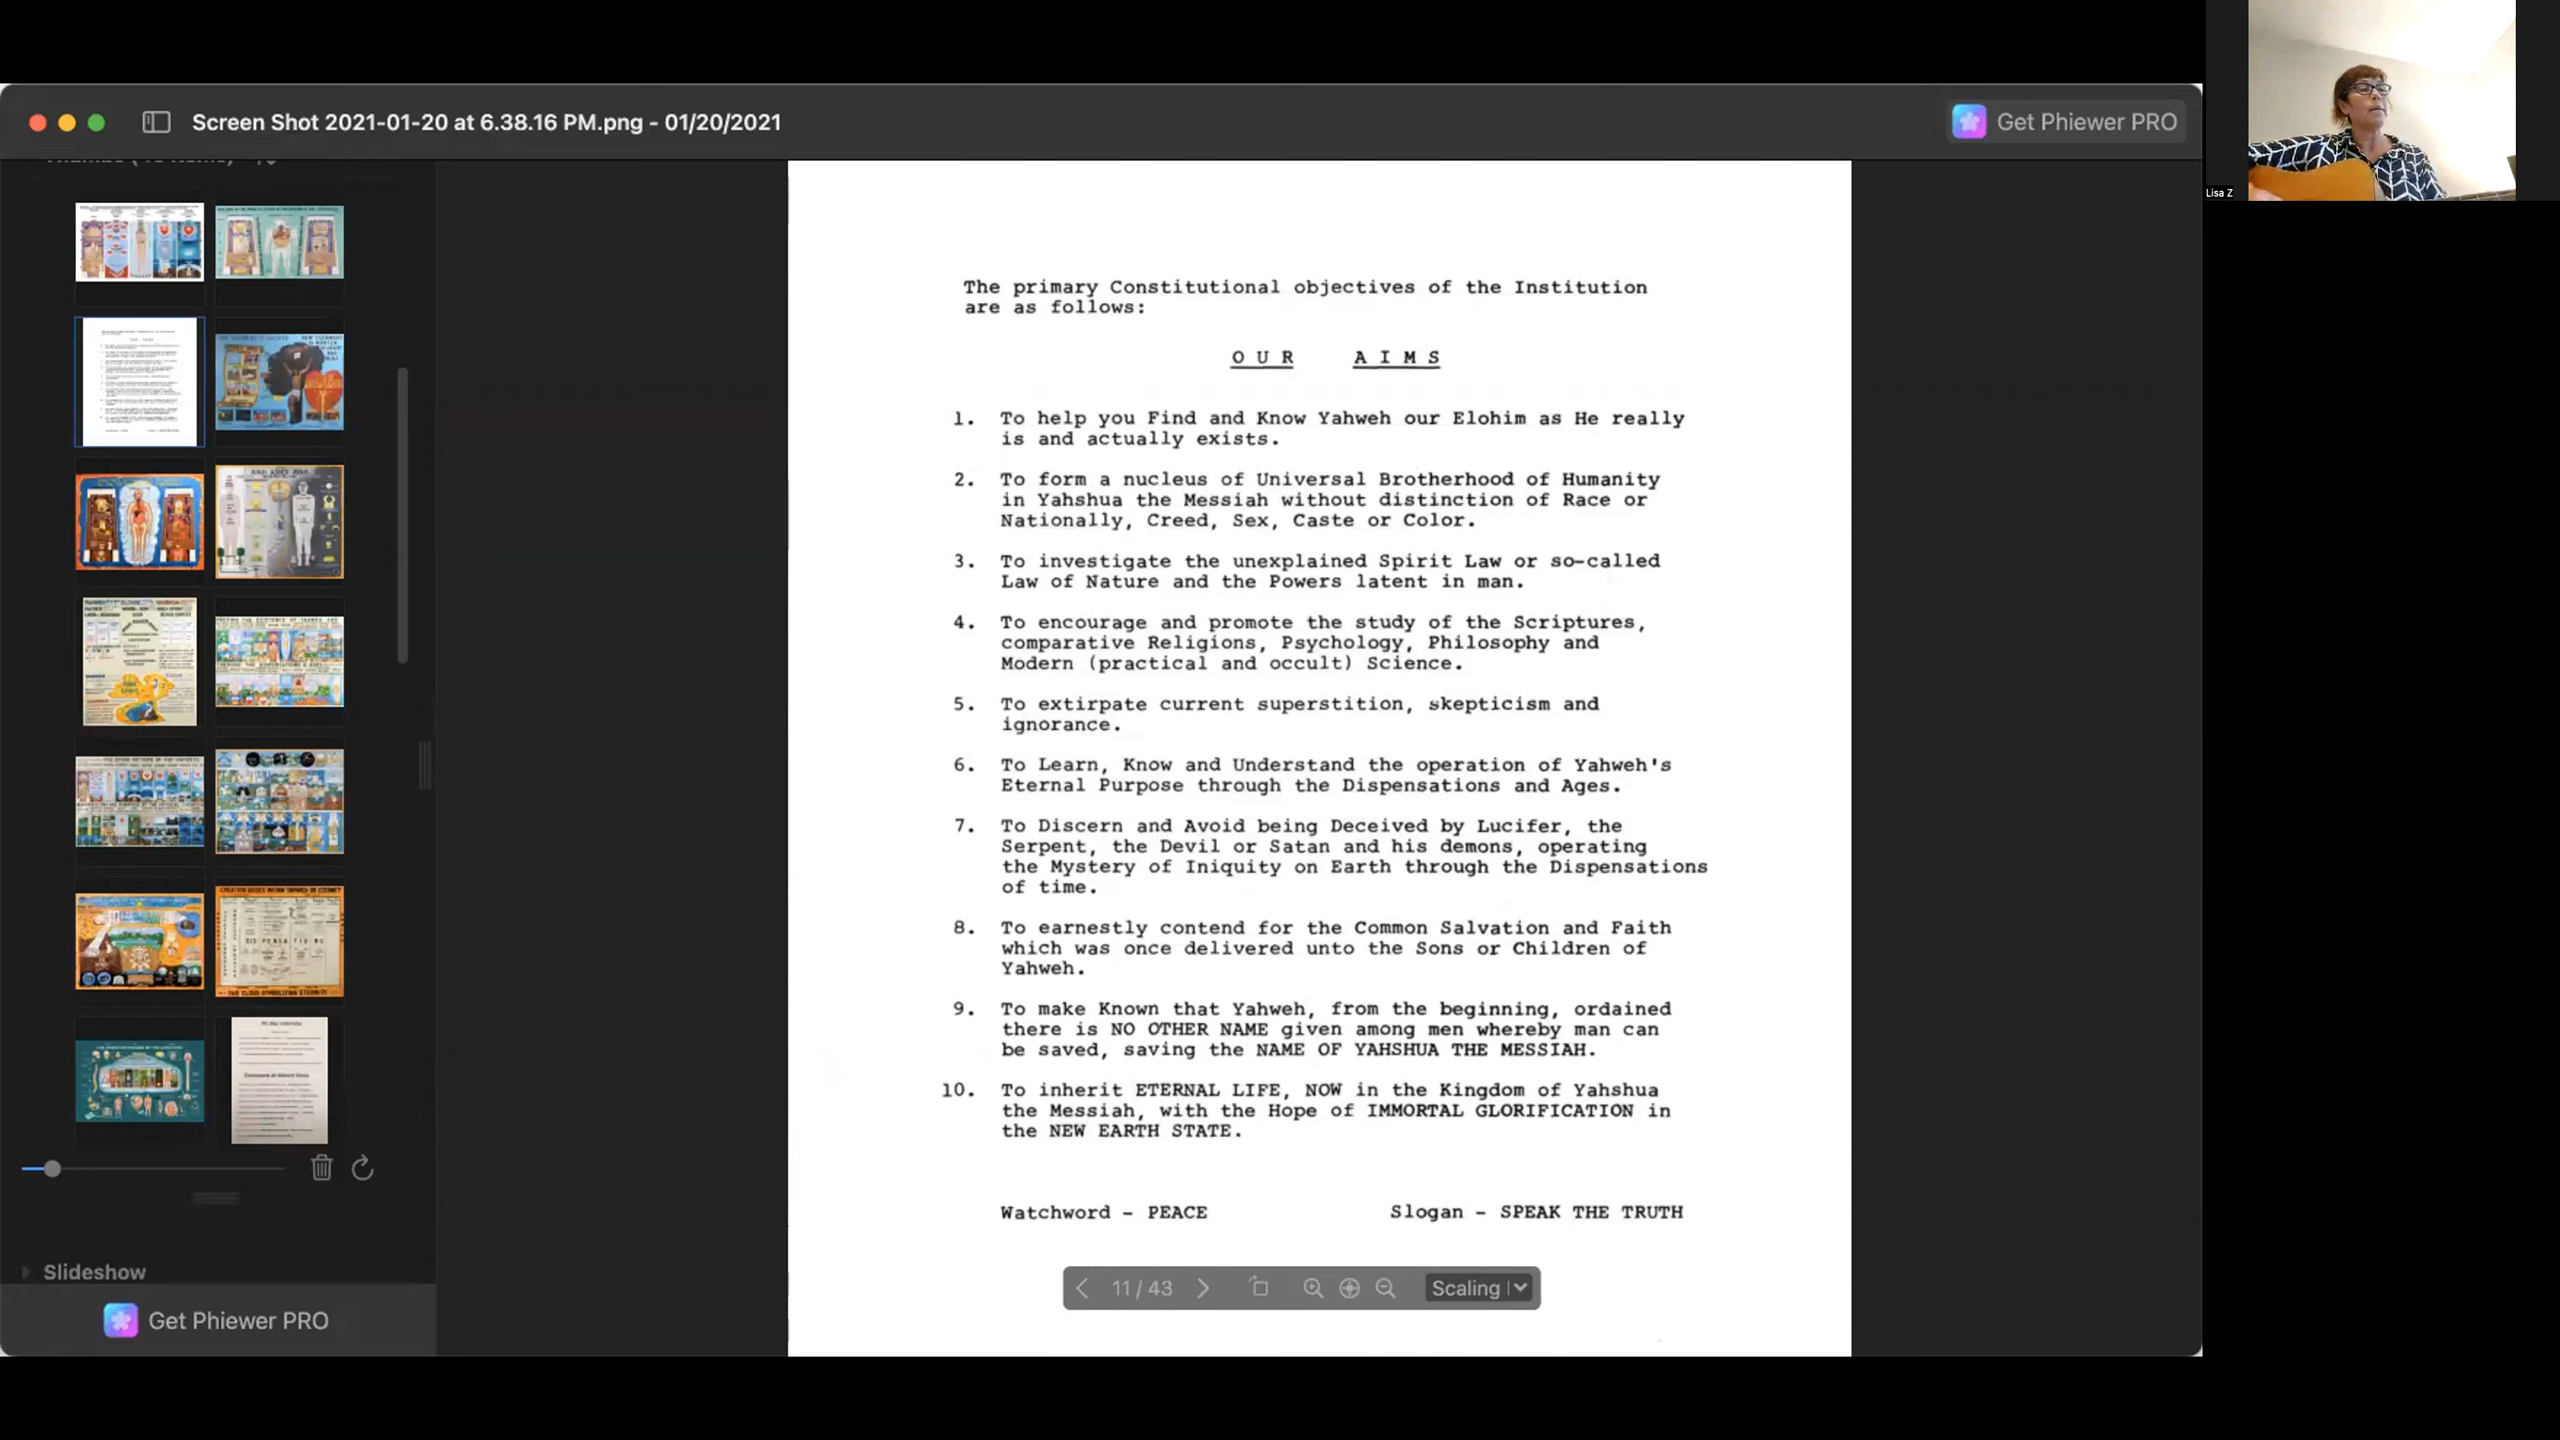 Screen Shot 2021-01-20 at 6.38.16 PM.png - 01/20/2021
Get Phiewer PRO
Lisa Z
The primary Constitutional objectives of the Institution
are as follows:
OUR AIMS
1. To help you Find and Know Yahweh our Elohim as He really
is and actually exists.
2. To form a nucleus of Universal Brotherhood of Humanity
in Yahshua the Messiah without distinction of Race or
Nationally, Creed, Sex, Caste or Color.
3. To investigate the unexplained Spirit Law or so-called
Law of Nature and the Powers latent in man.
4. To encourage and promote the study of the Scriptures,
comparative Religions, Psychology, Philosophy and
Modern (practical and occult) Science.
5. To extirpate current superstition, skepticism and
ignorance.
6. To Learn, Know and Understand the operation of Yahweh's
Eternal Purpose through the Dispensations and Ages.
7. To Discern and Avoid being Deceived by Lucifer, the
Serpent, the Devil or Satan and his demons, operating
the Mystery of Iniquity on Earth through the Dispensations
of time.
8. To earnestly contend for the Common Salvation and Faith
which was once delivered unto the Sons or Children of
Yahweh.
9. To make Known that Yahweh, from the beginning, ordained
there is NO OTHER NAME given among men whereby man can
be saved, saving the NAME OF YAHSHUA THE MESSIAH.
10. To inherit ETERNAL LIFE, NOW in the Kingdom of Yahshua
the Messiah, with the Hope of IMMORTAL GLORIFICATION in
the NEW EARTH STATE.
Watchword - PEACE Slogan - SPEAK THE TRUTH
11 / 43 Scaling
Slideshow
Get Phiewer PRO